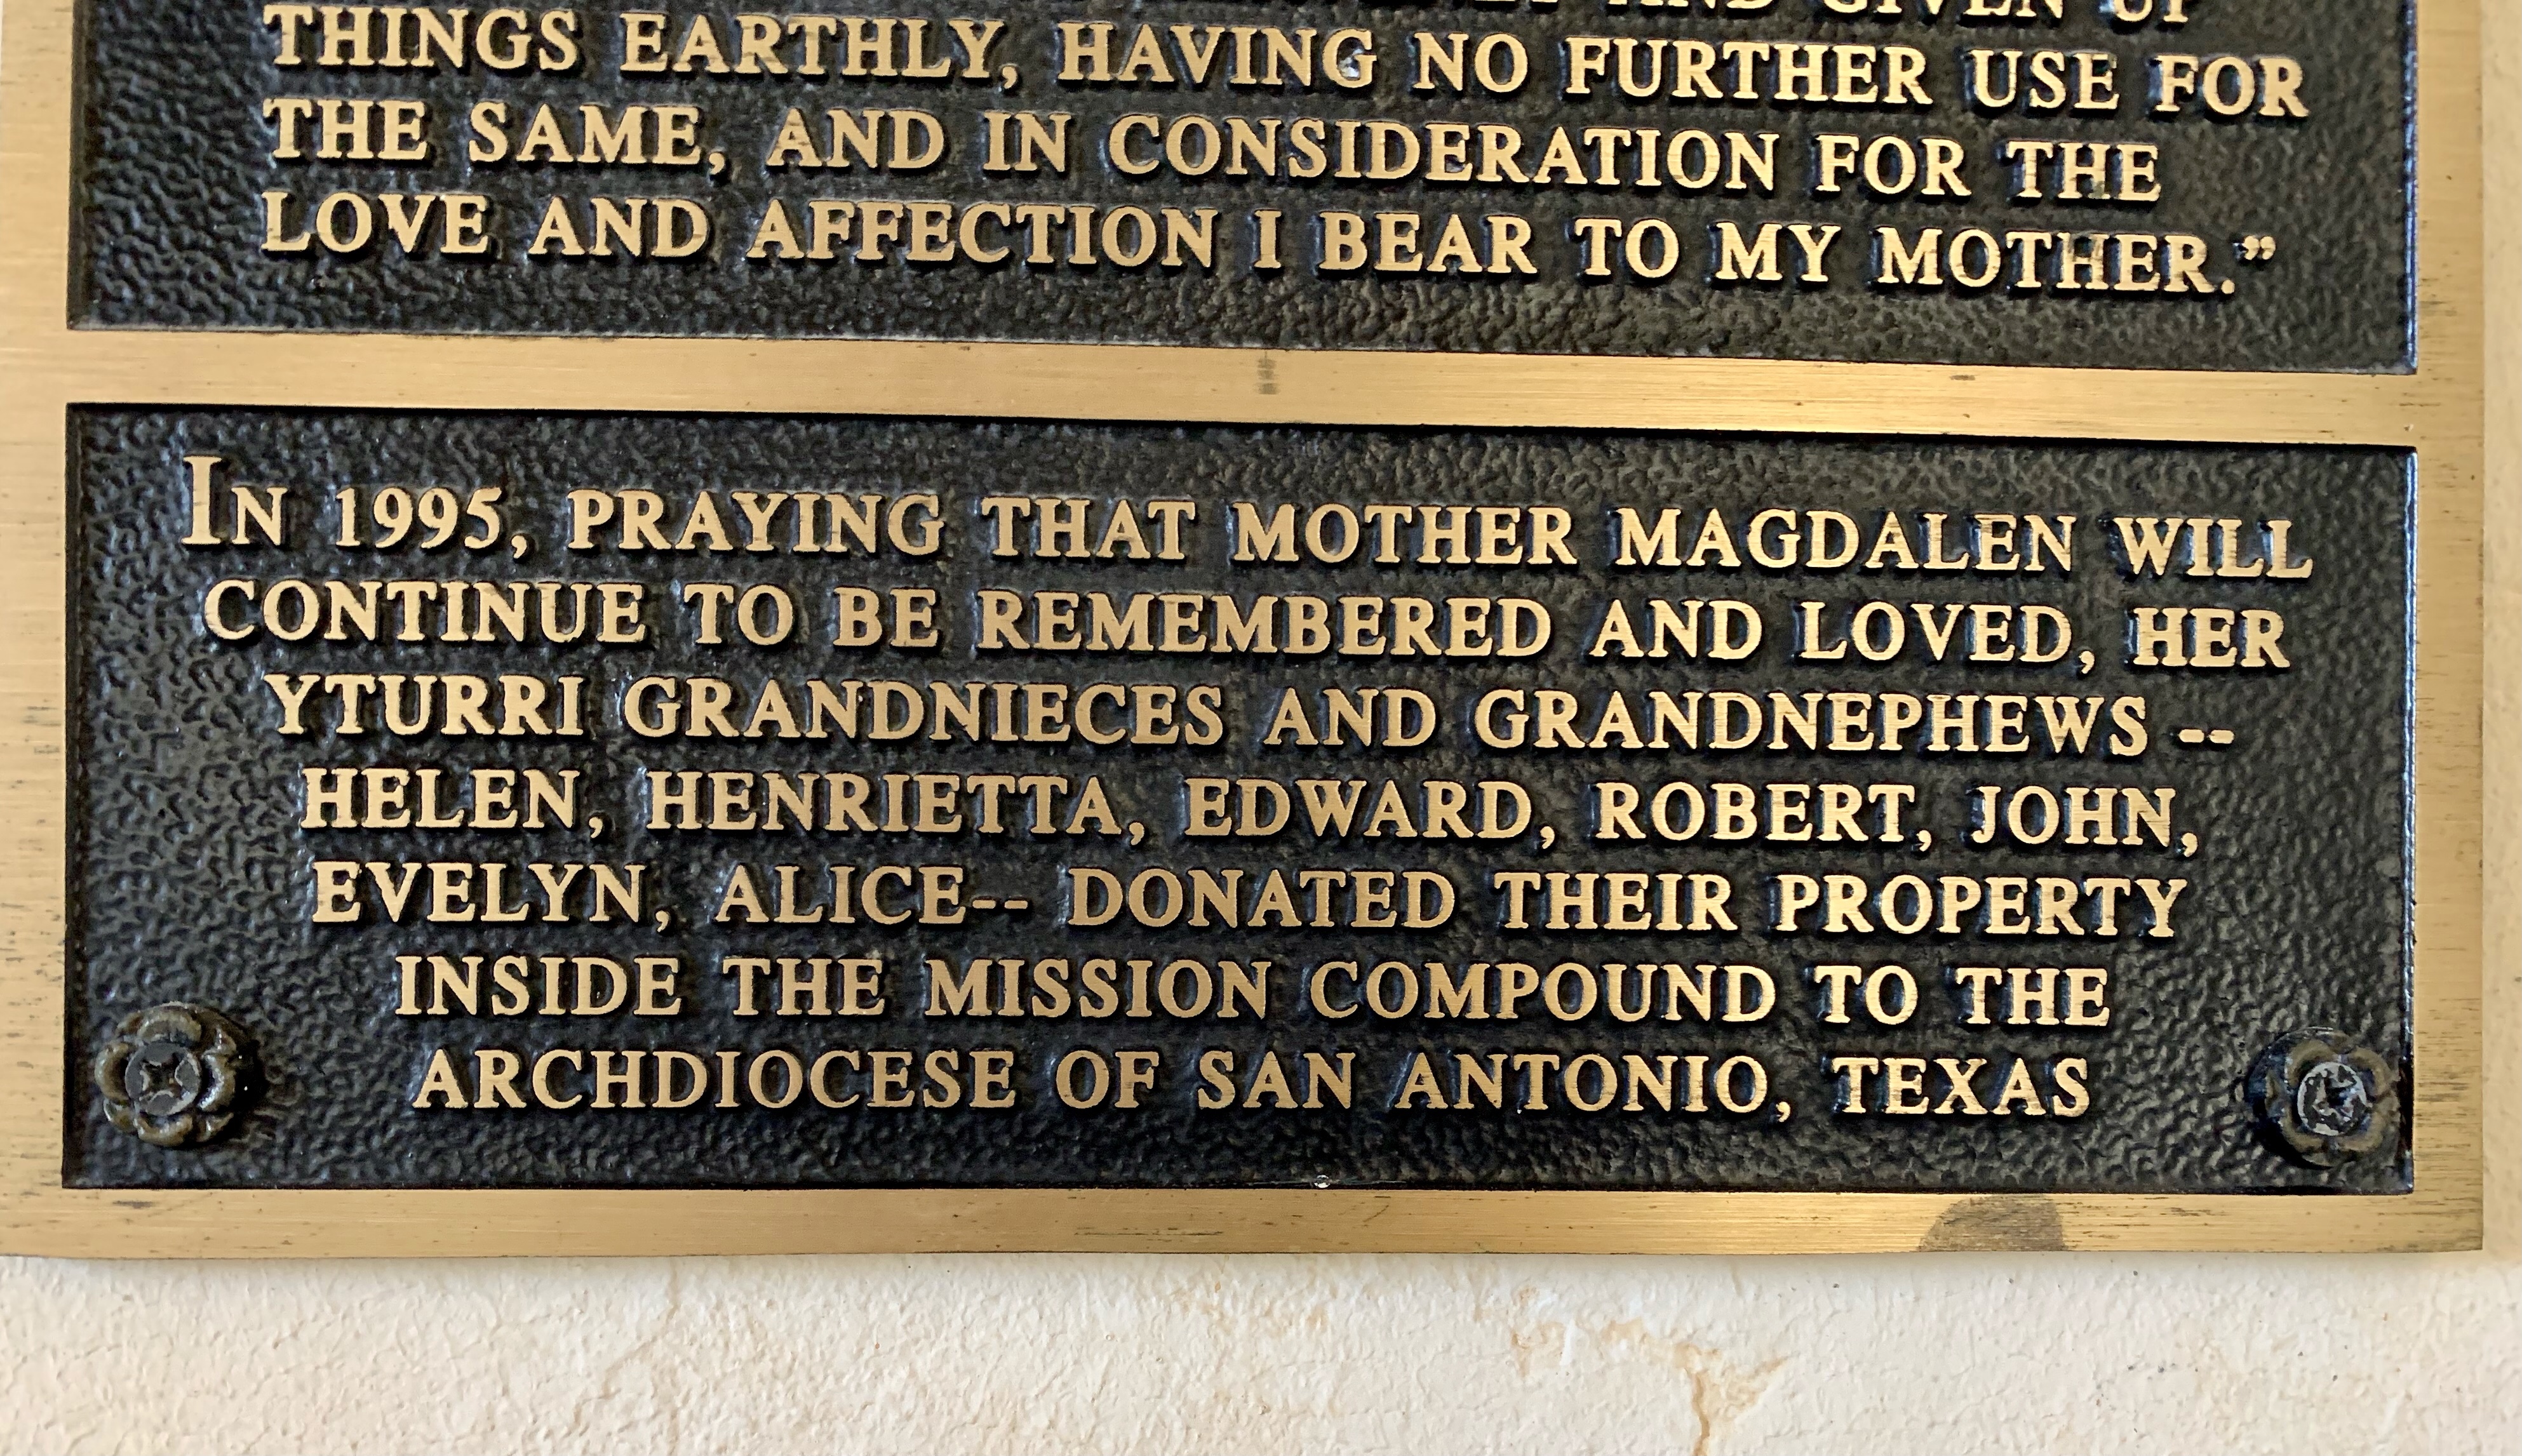 AND GIVEN UP
THINGS EARTHLY, HAVING NO FURTHER USE FOR
THE SAME, AND IN CONSIDERATION FOR THE
LOVE AND AFFECTION I BEAR TO MY MOTHER.”
IN 1995, PRAYING THAT MOTHER MAGDALEN WILL
CONTINUE TO BE REMEMBERED AND LOVED, HER
YTURRI GRANDNIECES AND GRANDNEPHEWS --
HELEN, HENRIETTA, EDWARD, ROBERT, JOHN,
EVELYN, ALICE-- DONATED THEIR PROPERTY
INSIDE THE MISSION COMPOUND TO THE
ARCHDIOCESE OF SAN ANTONIO, TEXAS